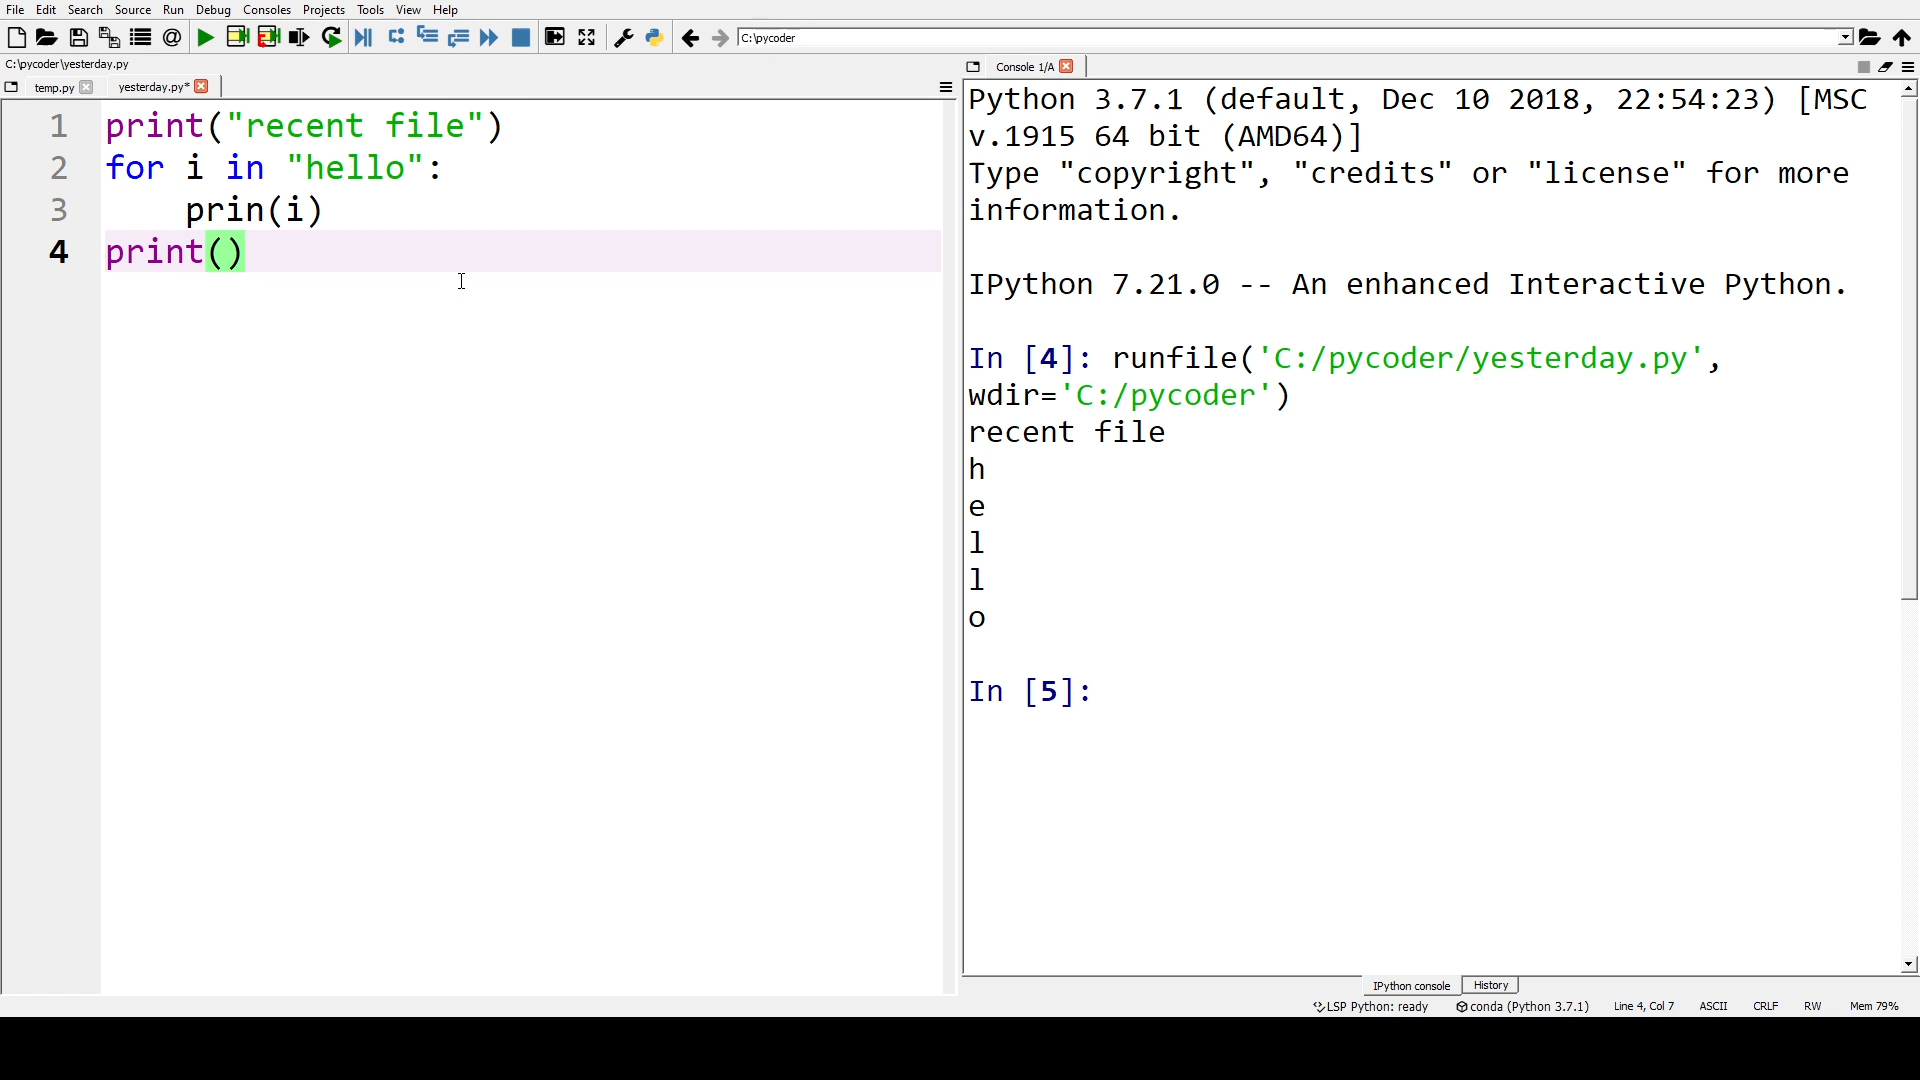 File Edit Search Source Run Debug Consoles Projects Tools View Help
C:\pycoder
C:\pycoder\yesterday.py
temp.py yesterday.py*
1 print("recent file")
2 for i in "hello":
3 prin(i)
4 print()
Console 1/A
Python 3.7.1 (default, Dec 10 2018, 22:54:23) [MSC
v.1915 64 bit (AMD64)]
Type "copyright", "credits" or "license" for more
information.
IPython 7.21.0 -- An enhanced Interactive Python.
In [4]: runfile('C:/pycoder/yesterday.py',
wdir='C:/pycoder')
recent file
h
e
l
l
o
In [5]:
IPython console History
LSP Python: ready conda (Python 3.7.1) Line 4, Col 7 ASCII CRLF RW Mem 79%